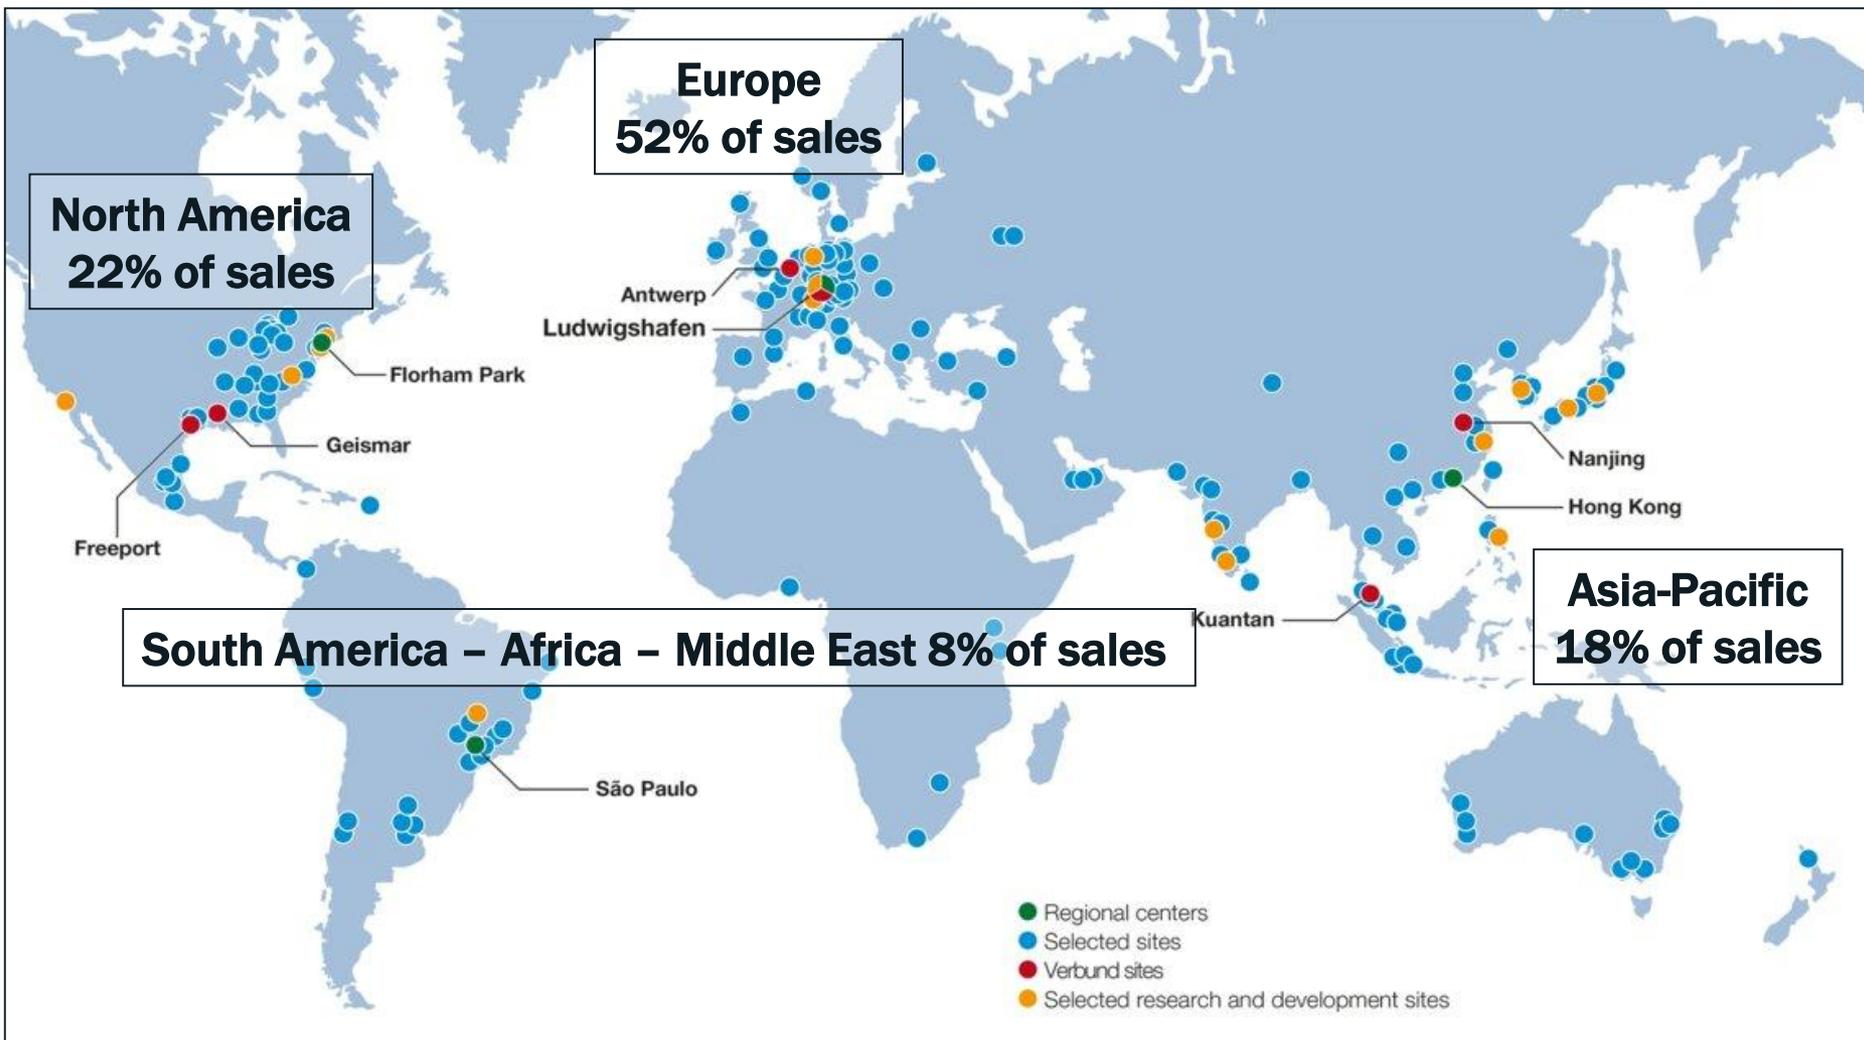 Europe
52% of sales
North America
22% of sales
Antwerp
Ludwigshafen
Florham Park
Geismar
Freeport
Nanjing
Hong Kong
Kuantan
Asia-Pacific
18% of sales
South America – Africa – Middle East 8% of sales
São Paulo
Regional centers
Selected sites
Verbund sites
Selected research and development sites